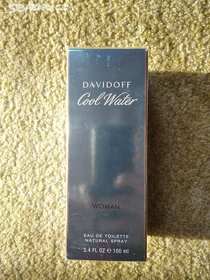 DAVIDOFF
Cool Water
WOMAN
EAU DE TOILETTE
NATURAL SPRAY
3.4 FL OZ ℮ 100 ml